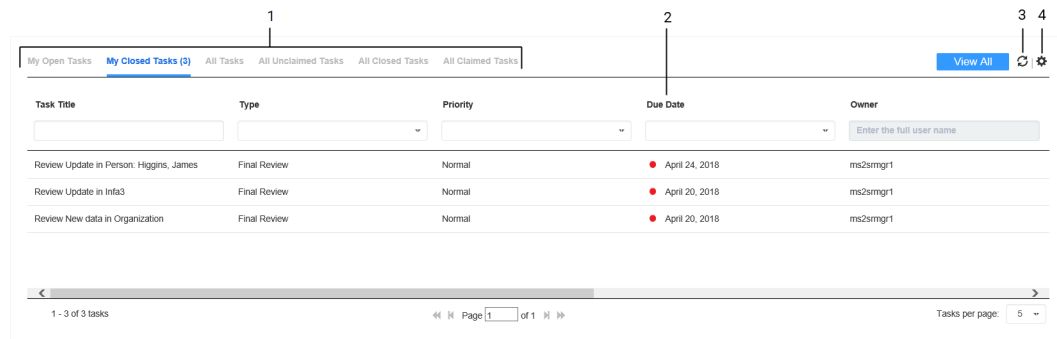 1 2 3 4
My Open Tasks My Closed Tasks (3) All Tasks All Unclaimed Tasks All Closed Tasks All Claimed Tasks View All
Task Title Type Priority Due Date Owner
Enter the full user name
Review Update in Person: Higgins, James Final Review Normal April 24, 2018 ms2srmgr1
Review Update in Infa3 Final Review Normal April 20, 2018 ms2srmgr1
Review New data in Organization Final Review Normal April 20, 2018 ms2srmgr1
1 - 3 of 3 tasks Page 1 of 1 Tasks per page: 5